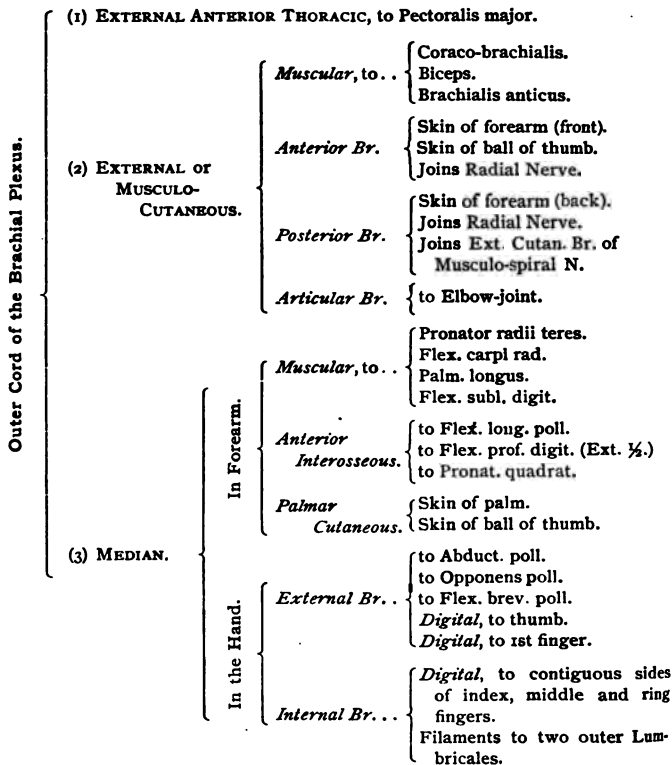 Outer Cord of the Brachial Plexus.
(1) EXTERNAL ANTERIOR THORACIC, to Pectoralis major.
(2) EXTERNAL or
MUSCULO-
CUTANEOUS.
Muscular, to..
Coraco-brachialis.
Biceps.
Brachialis anticus.
Anterior Br.
Skin of forearm (front).
Skin of ball of thumb.
Joins Radial Nerve.
Posterior Br.
Skin of forearm (back).
Joins Radial Nerve.
Joins Ext. Cutan. Br. of
Musculo-spiral N.
Articular Br.
to Elbow-joint.
(3) MEDIAN.
In Forearm.
Muscular, to..
Pronator radii teres.
Flex. carpi rad.
Palm. longus.
Flex. subl. digit.
Anterior
Interosseous.
to Flex. long. poll.
to Flex. prof. digit. (Ext. ½.)
to Pronat. quadrat.
Palmar
Cutaneous.
Skin of palm.
Skin of ball of thumb.
In the Hand.
External Br..
to Abduct. poll.
to Opponens poll.
to Flex. brev. poll.
Digital, to thumb.
Digital, to 1st finger.
Internal Br...
Digital, to contiguous sides
of index, middle and ring
fingers.
Filaments to two outer Lum-
bricales.